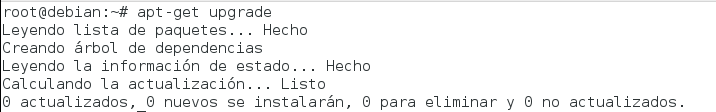 root@debian:~# apt-get upgrade
Leyendo lista de paquetes... Hecho
Creando árbol de dependencias
Leyendo la información de estado... Hecho
Calculando la actualización... Listo
0 actualizados, 0 nuevos se instalarán, 0 para eliminar y 0 no actualizados.